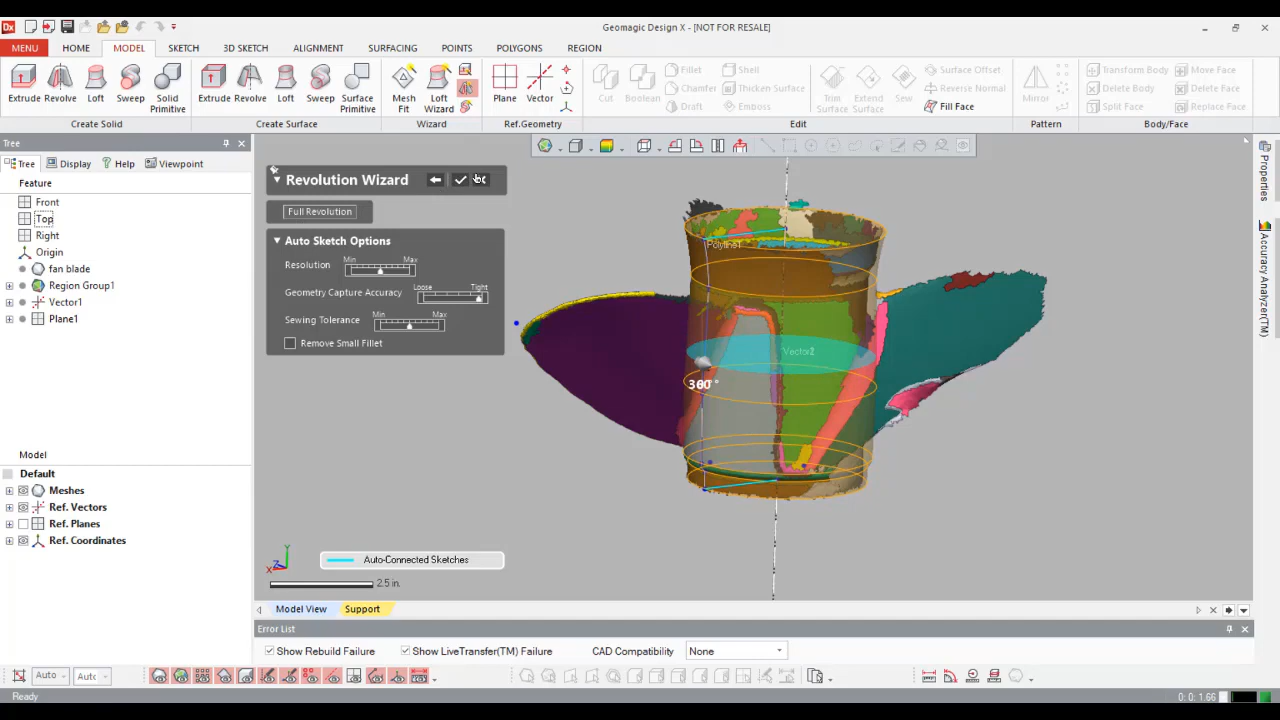 Dx
Geomagic Design X - [NOT FOR RESALE]
MENU HOME MODEL SKETCH 3D SKETCH ALIGNMENT SURFACING POINTS POLYGONS REGION
Extrude Revolve Loft Sweep Solid Primitive
Create Solid
Extrude Revolve Loft Sweep Surface Primitive
Create Surface
Mesh Fit Loft Wizard
Wizard
Plane Vector
Ref.Geometry
Cut Boolean Fillet Chamfer Draft Shell Thicken Surface Emboss Trim Surface Extend Surface Sew Surface Offset Reverse Normal Fill Face
Edit
Mirror
Pattern
Transform Body Delete Body Split Face Move Face Delete Face Replace Face
Body/Face
Tree
Tree Display Help Viewpoint
Feature
Front
Top
Right
Origin
fan blade
Region Group1
Vector1
Plane1
Model
Default
Meshes
Ref. Vectors
Ref. Planes
Ref. Coordinates
Revolution Wizard
Full Revolution
Auto Sketch Options
Resolution Min Max
Geometry Capture Accuracy Loose Tight
Sewing Tolerance Min Max
Remove Small Fillet
Polyline1
Vector2
360°
Y
X
Z
Auto-Connected Sketches
2.5 in.
Properties
Accuracy Analyzer(TM)
Model View Support
Error List
Show Rebuild Failure Show LiveTransfer(TM) Failure CAD Compatibility None
Auto Auto
Ready
0: 0: 1.66